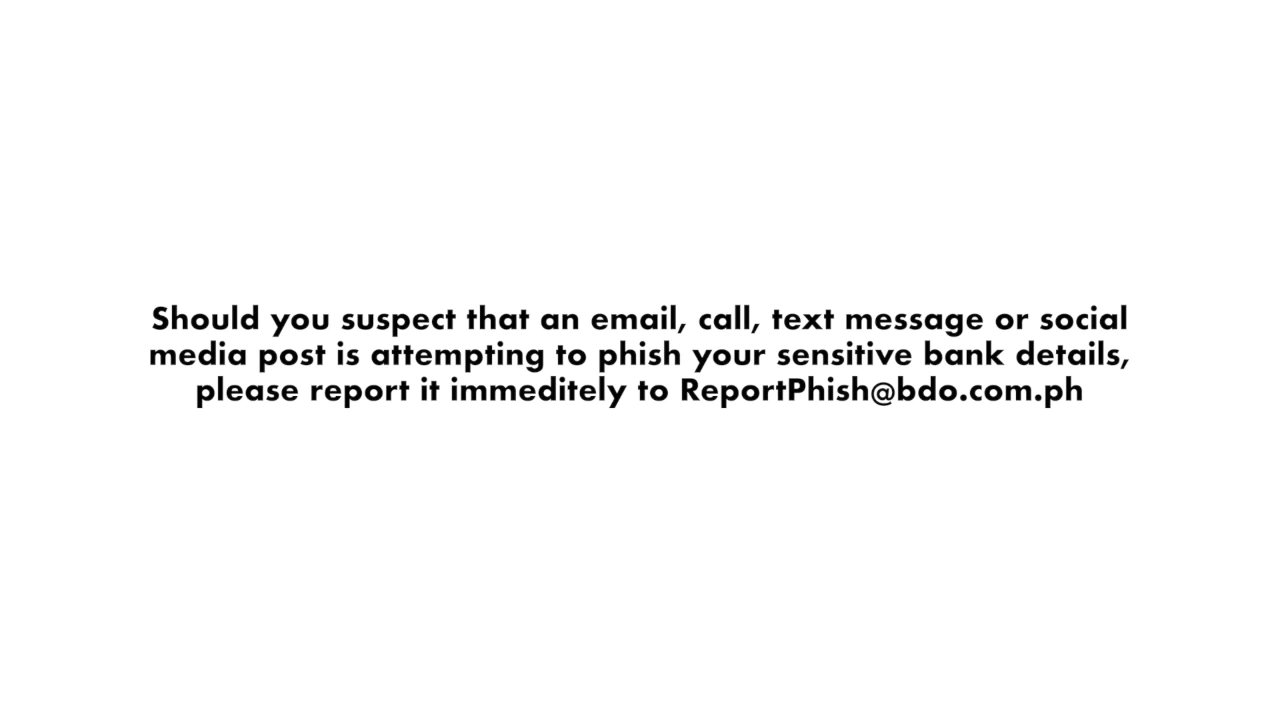 Should you suspect that an email, call, text message or social
media post is attempting to phish your sensitive bank details,
please report it immeditely to ReportPhish@bdo.com.ph